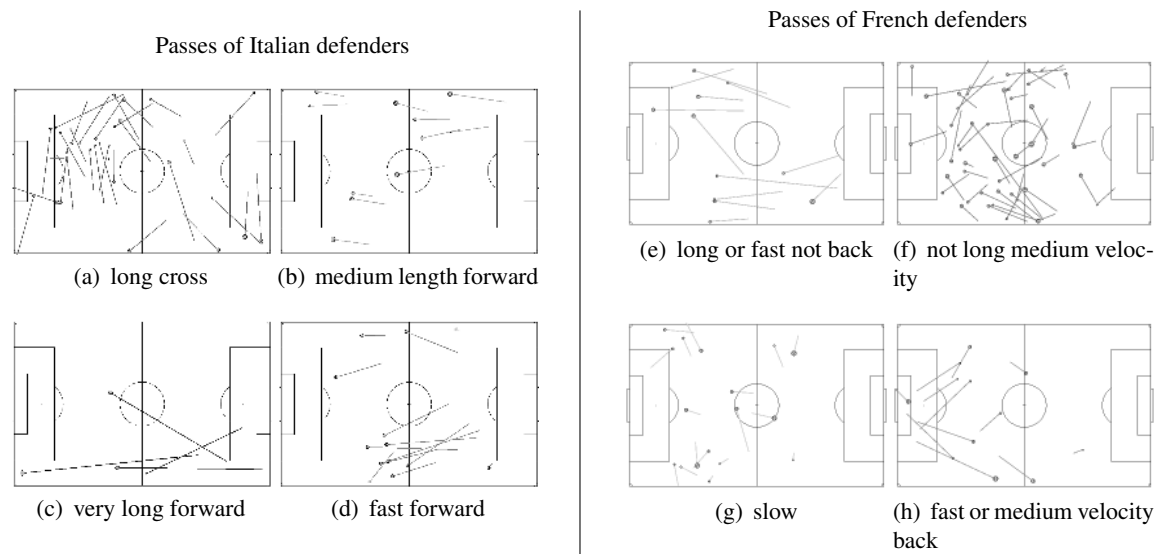 Passes of Italian defenders
(a) long cross
(b) medium length forward
(c) very long forward
(d) fast forward
Passes of French defenders
(e) long or fast not back
(f) not long medium veloc-
ity
(g) slow
(h) fast or medium velocity
back